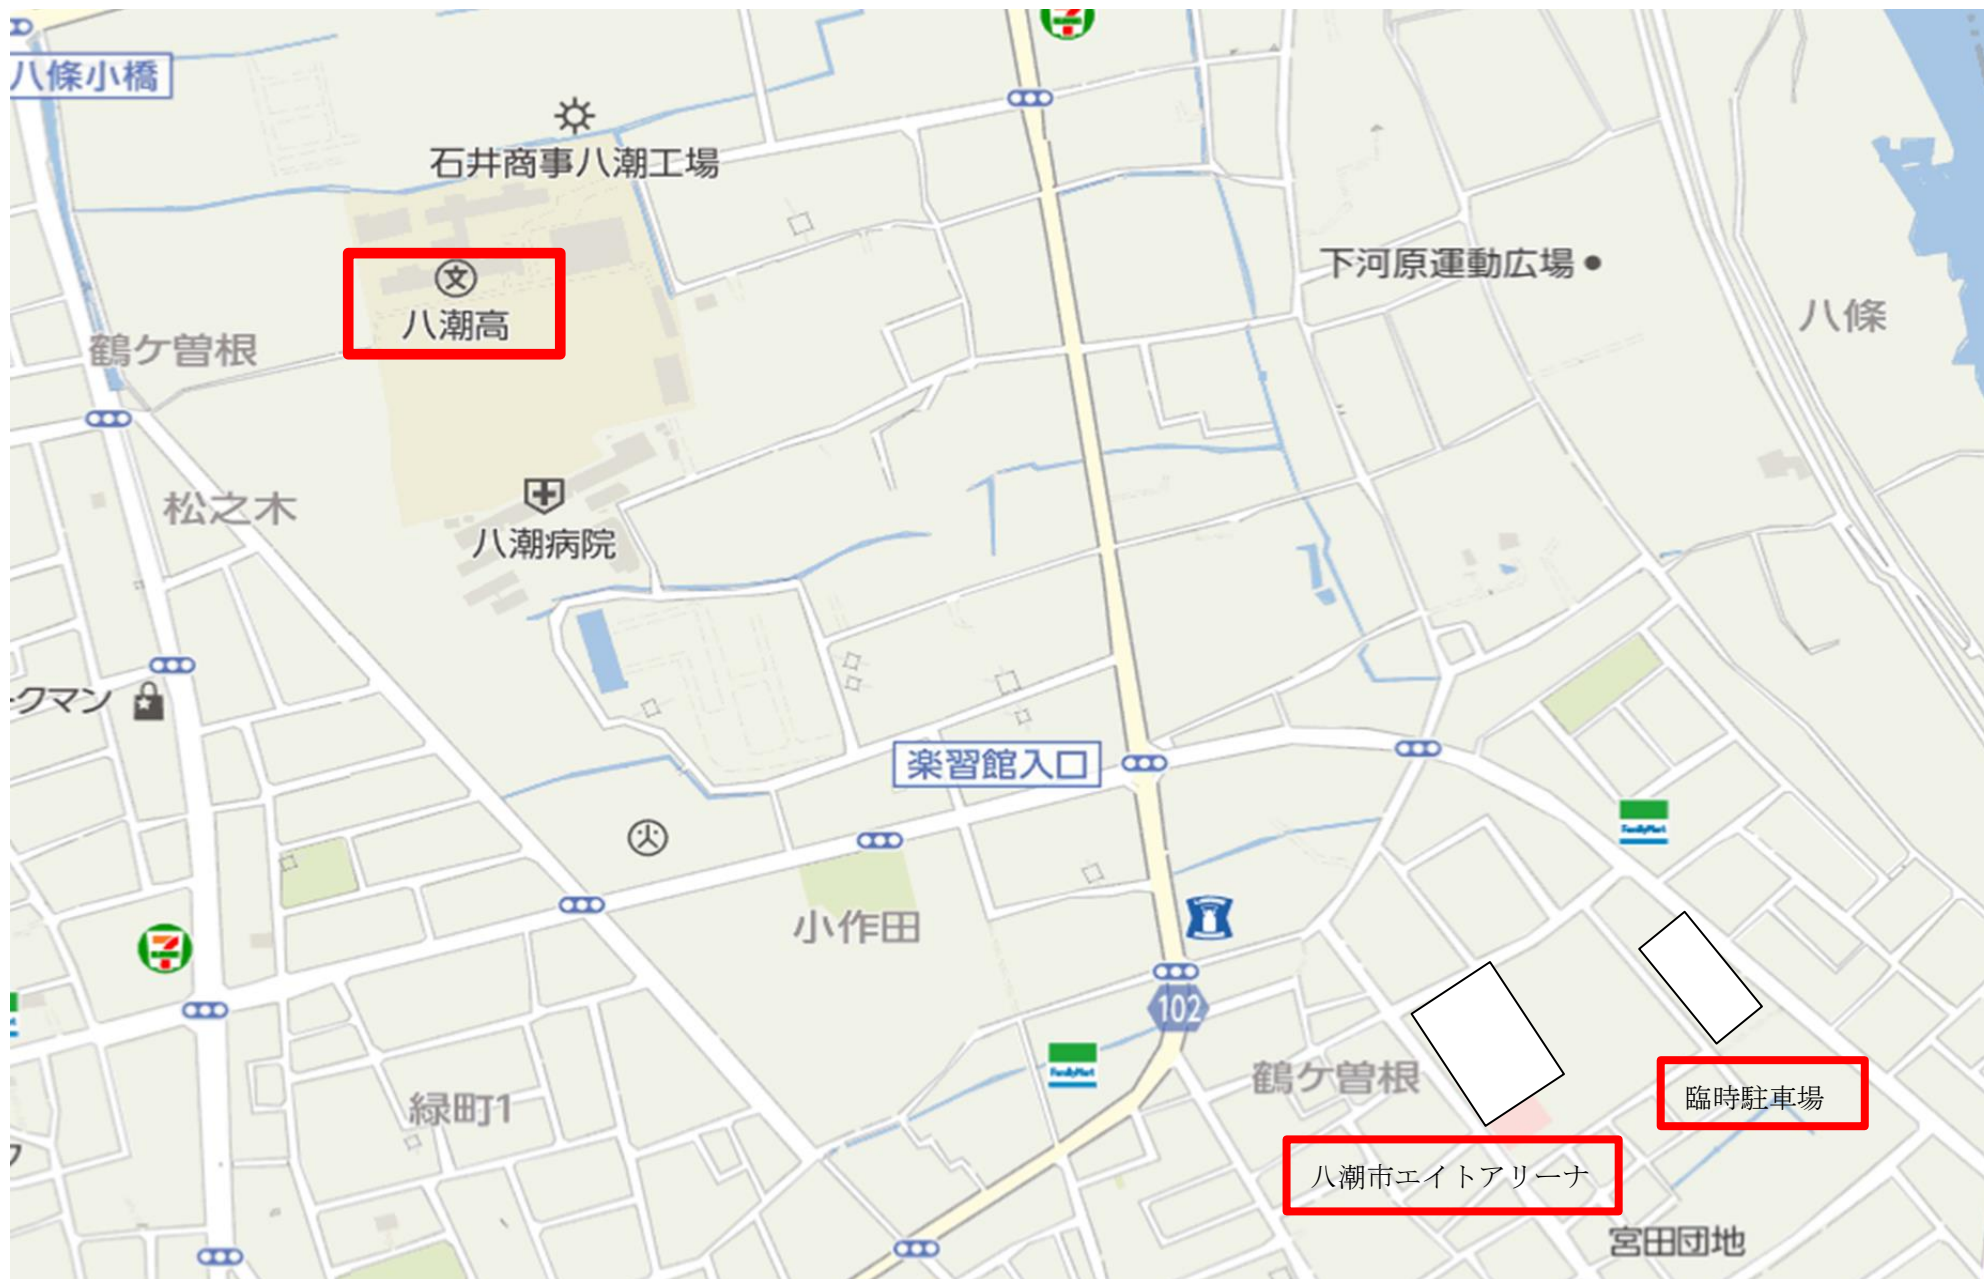 八條小橋
石井商事八潮工場
下河原運動広場
八潮高
八條
鶴ケ曽根
松之木
八潮病院
クマン
楽習館入口
FamilyMart
小作田
102
FamilyMart
鶴ケ曽根
緑町1
臨時駐車場
八潮市エイトアリーナ
宮田団地